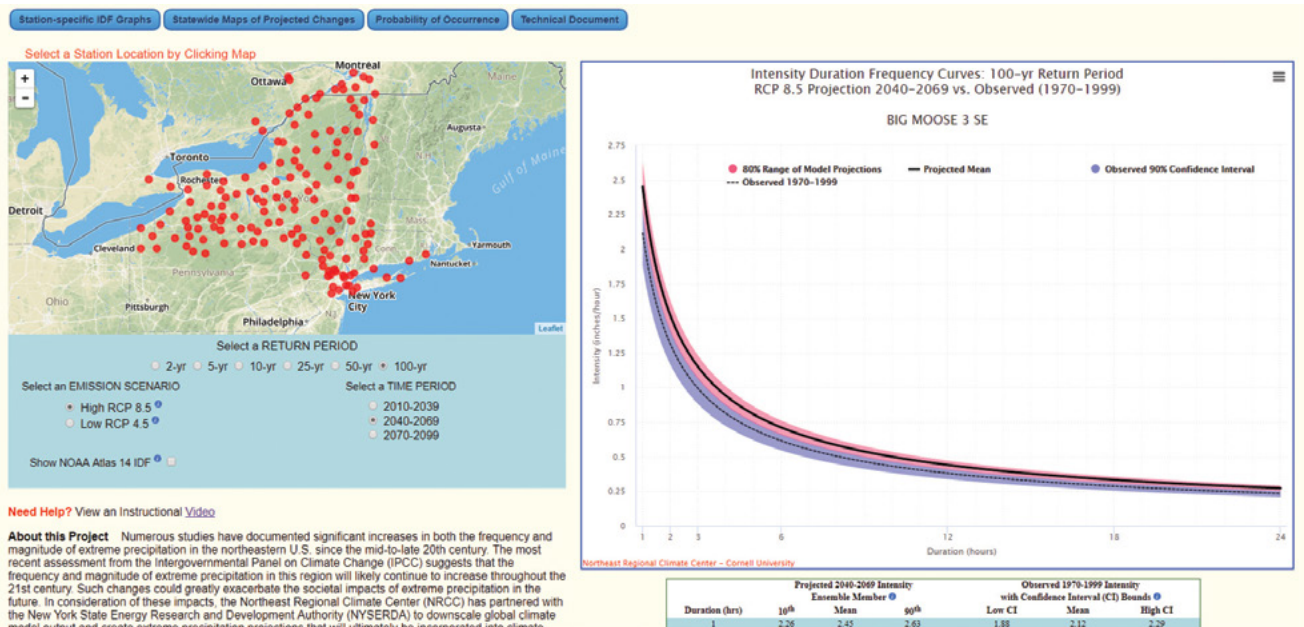 Station-specific IDF Graphs
Statewide Maps of Projected Changes
Probability of Occurrence
Technical Document
Select a Station Location by Clicking Map
+
-
Montréal
Ottawa
Maine
Augusta
Toronto
N.H.
Gulf of Maine
Rochester
Detroit
Mass.
Cleveland
Conn
Yarmouth
Pennsylvania
Nantucket
Ohio
Pittsburgh
New York
City
N.J.
Philadelphia
Leaflet
Select a RETURN PERIOD
2-yr 5-yr 10-yr 25-yr 50-yr 100-yr
Select an EMISSION SCENARIO
High RCP 8.5
Low RCP 4.5
Select a TIME PERIOD
2010-2039
2040-2069
2070-2099
Show NOAA Atlas 14 IDF
Need Help? View an Instructional Video
About this Project Numerous studies have documented significant increases in both the frequency and
magnitude of extreme precipitation in the northeastern U.S. since the mid-to-late 20th century. The most
recent assessment from the Intergovernmental Panel on Climate Change (IPCC) suggests that the
frequency and magnitude of extreme precipitation in this region will likely continue to increase throughout the
21st century. Such changes could greatly exacerbate the societal impacts of extreme precipitation in the
future. In consideration of these impacts, the Northeast Regional Climate Center (NRCC) has partnered with
the New York State Energy Research and Development Authority (NYSERDA) to downscale global climate
model output and create extreme precipitation projections that will ultimately be incorporated into climate
Intensity Duration Frequency Curves: 100-yr Return Period
RCP 8.5 Projection 2040-2069 vs. Observed (1970-1999)
BIG MOOSE 3 SE
80% Range of Model Projections
Projected Mean
Observed 90% Confidence Interval
Observed 1970-1999
Intensity (inches/hour)
2.75
2.5
2.25
2
1.75
1.5
1.25
1
0.75
0.5
0.25
0
1 2 3 6 12 18 24
Duration (hours)
Northeast Regional Climate Center - Cornell University
Projected 2040-2069 Intensity Observed 1970-1999 Intensity
Ensemble Member with Confidence Interval (CI) Bounds
Duration (hrs) 10th Mean 90th Low CI Mean High CI
1 2.26 2.45 2.63 1.88 2.12 2.29